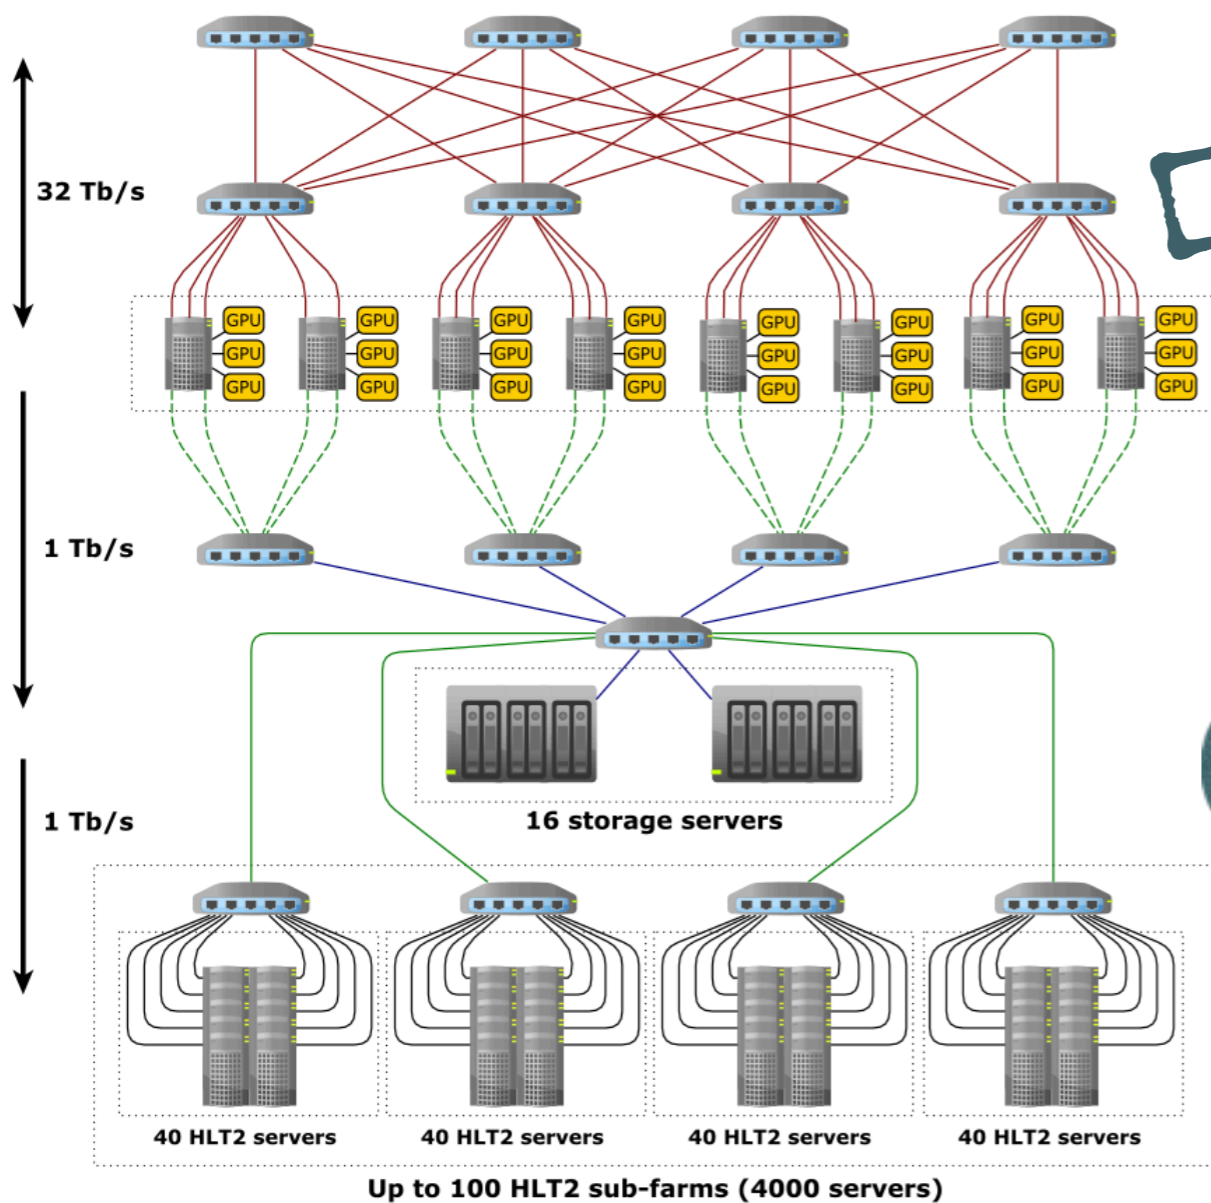 32 Tb/s
GPU GPU GPU GPU GPU GPU GPU GPU
GPU GPU GPU GPU GPU GPU GPU GPU
GPU GPU GPU GPU GPU GPU GPU GPU
1 Tb/s
1 Tb/s
16 storage servers
40 HLT2 servers 40 HLT2 servers 40 HLT2 servers 40 HLT2 servers
Up to 100 HLT2 sub-farms (4000 servers)